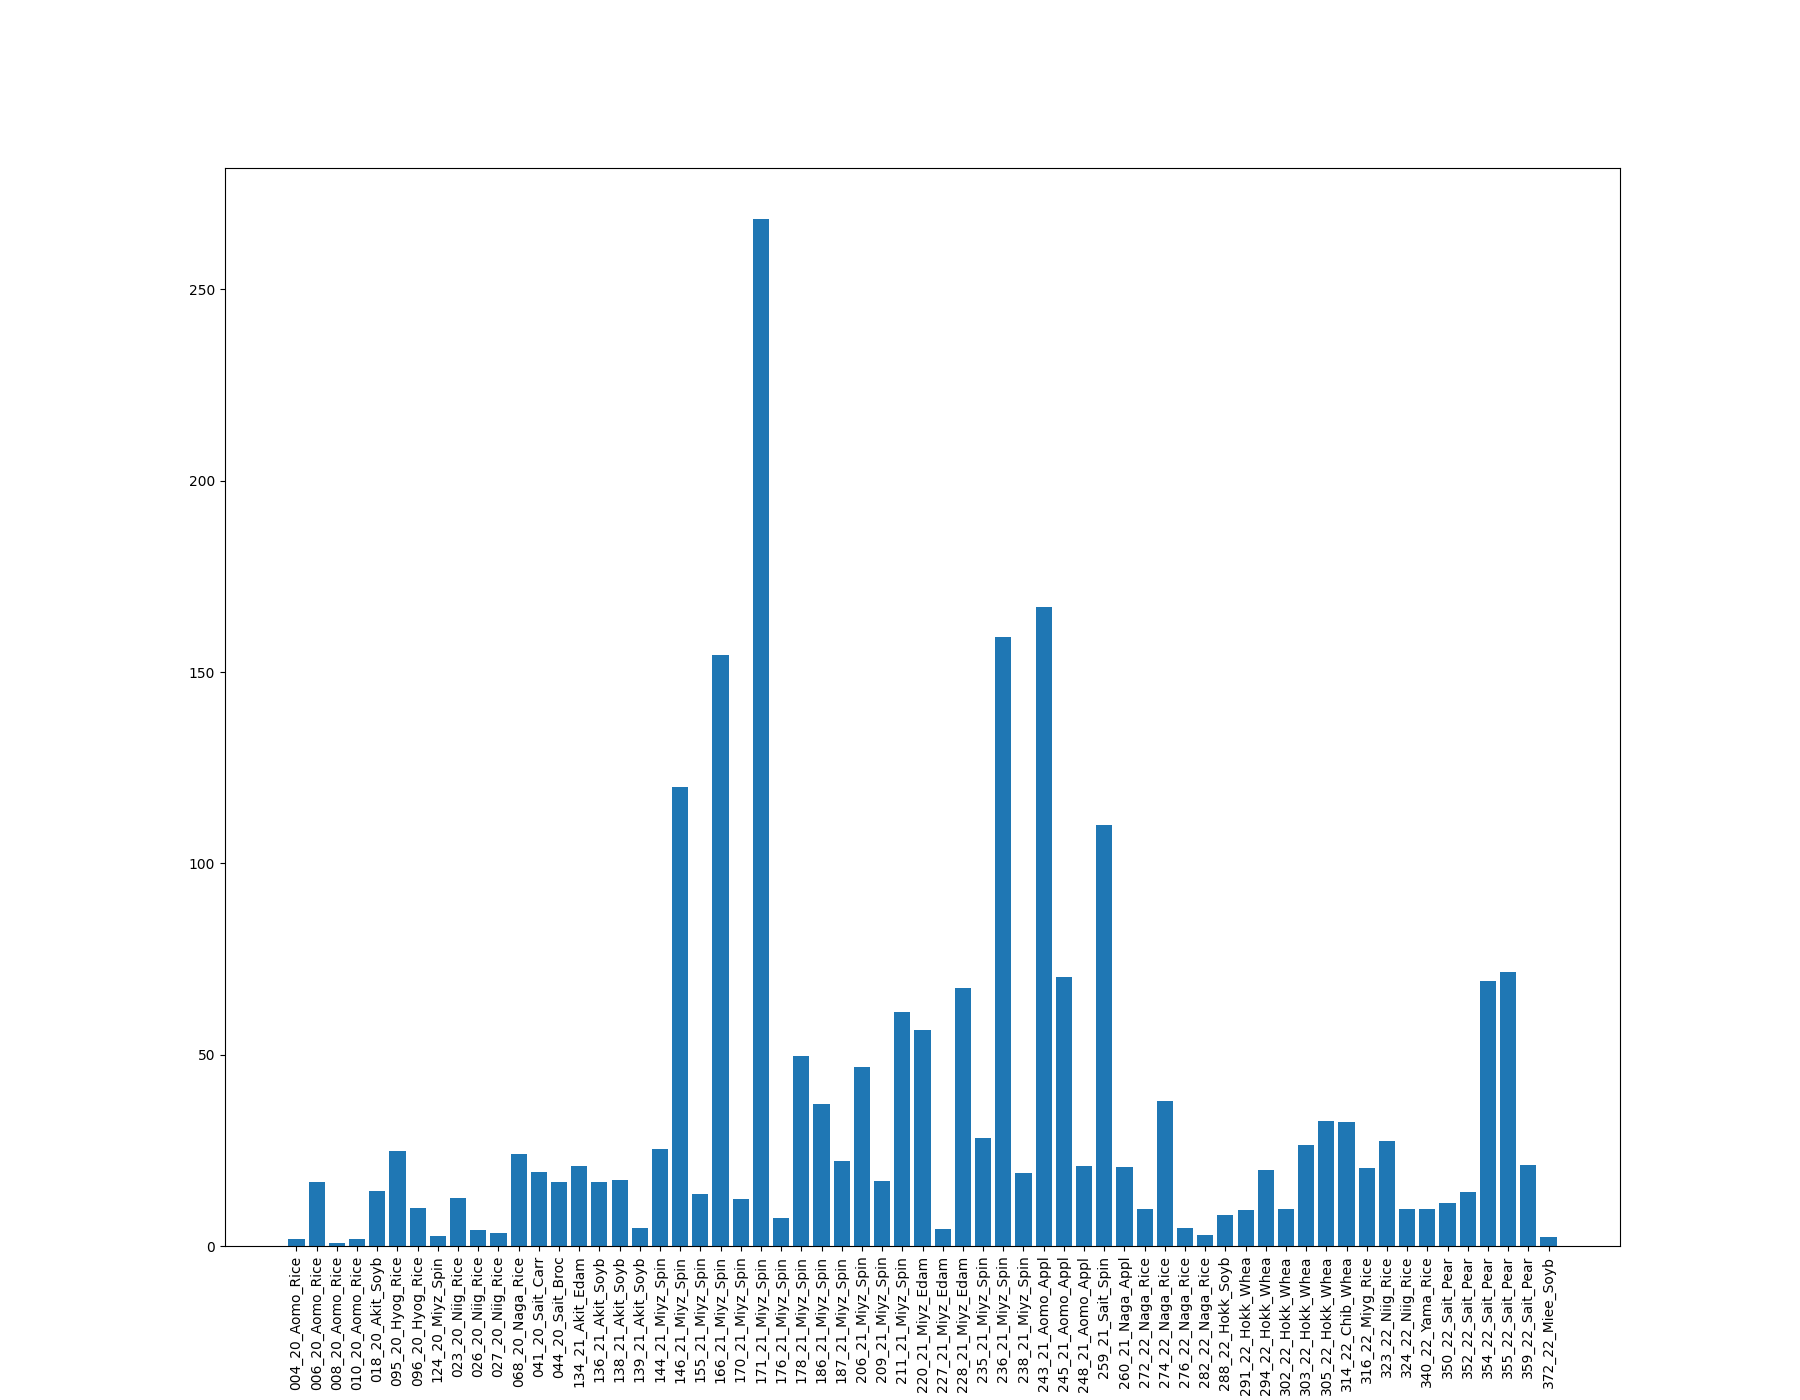 250
200
150
100
50
0
004_20_Aomo_Rice
006_20_Aomo_Rice
008_20_Aomo_Rice
010_20_Aomo_Rice
018_20_Akit_Soyb
095_20_Hyog_Rice
096_20_Hyog_Rice
124_20_Miyz_Spin
023_20_Niig_Rice
026_20_Niig_Rice
027_20_Niig_Rice
068_20_Naga_Rice
041_20_Sait_Carr
044_20_Sait_Broc
134_21_Akit_Edam
136_21_Akit_Soyb
138_21_Akit_Soyb
139_21_Akit_Soyb
144_21_Miyz_Spin
146_21_Miyz_Spin
155_21_Miyz_Spin
166_21_Miyz_Spin
170_21_Miyz_Spin
171_21_Miyz_Spin
176_21_Miyz_Spin
178_21_Miyz_Spin
186_21_Miyz_Spin
187_21_Miyz_Spin
206_21_Miyz_Spin
209_21_Miyz_Spin
211_21_Miyz_Spin
220_21_Miyz_Edam
227_21_Miyz_Edam
228_21_Miyz_Edam
235_21_Miyz_Spin
236_21_Miyz_Spin
238_21_Miyz_Spin
243_21_Aomo_Appl
245_21_Aomo_Appl
248_21_Aomo_Appl
259_21_Sait_Spin
260_21_Naga_Appl
272_22_Naga_Rice
274_22_Naga_Rice
276_22_Naga_Rice
282_22_Naga_Rice
288_22_Hokk_Soyb
291_22_Hokk_Whea
294_22_Hokk_Whea
302_22_Hokk_Whea
303_22_Hokk_Whea
305_22_Hokk_Whea
314_22_Chib_Whea
316_22_Miyg_Rice
323_22_Niig_Rice
324_22_Niig_Rice
340_22_Yama_Rice
350_22_Sait_Pear
352_22_Sait_Pear
354_22_Sait_Pear
355_22_Sait_Pear
359_22_Sait_Pear
372_22_Miee_Soyb